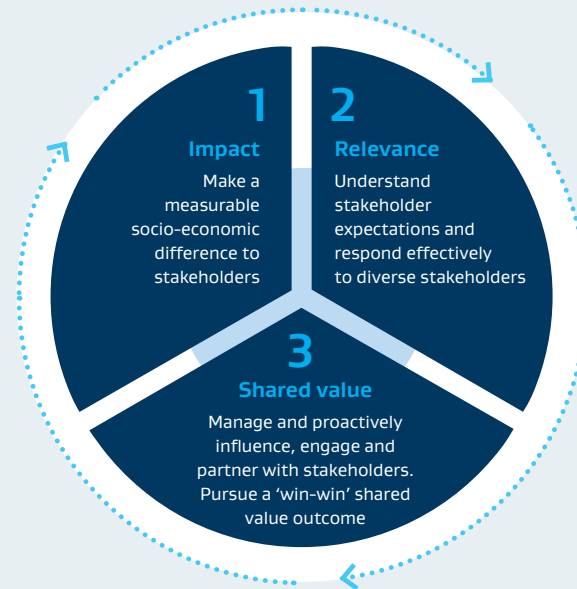 1
Impact
Make a
measurable
socio-economic
difference to
stakeholders
2
Relevance
Understand
stakeholder
expectations and
respond effectively
to diverse stakeholders
3
Shared value
Manage and proactively
influence, engage and
partner with stakeholders.
Pursue a ‘win-win’ shared
value outcome